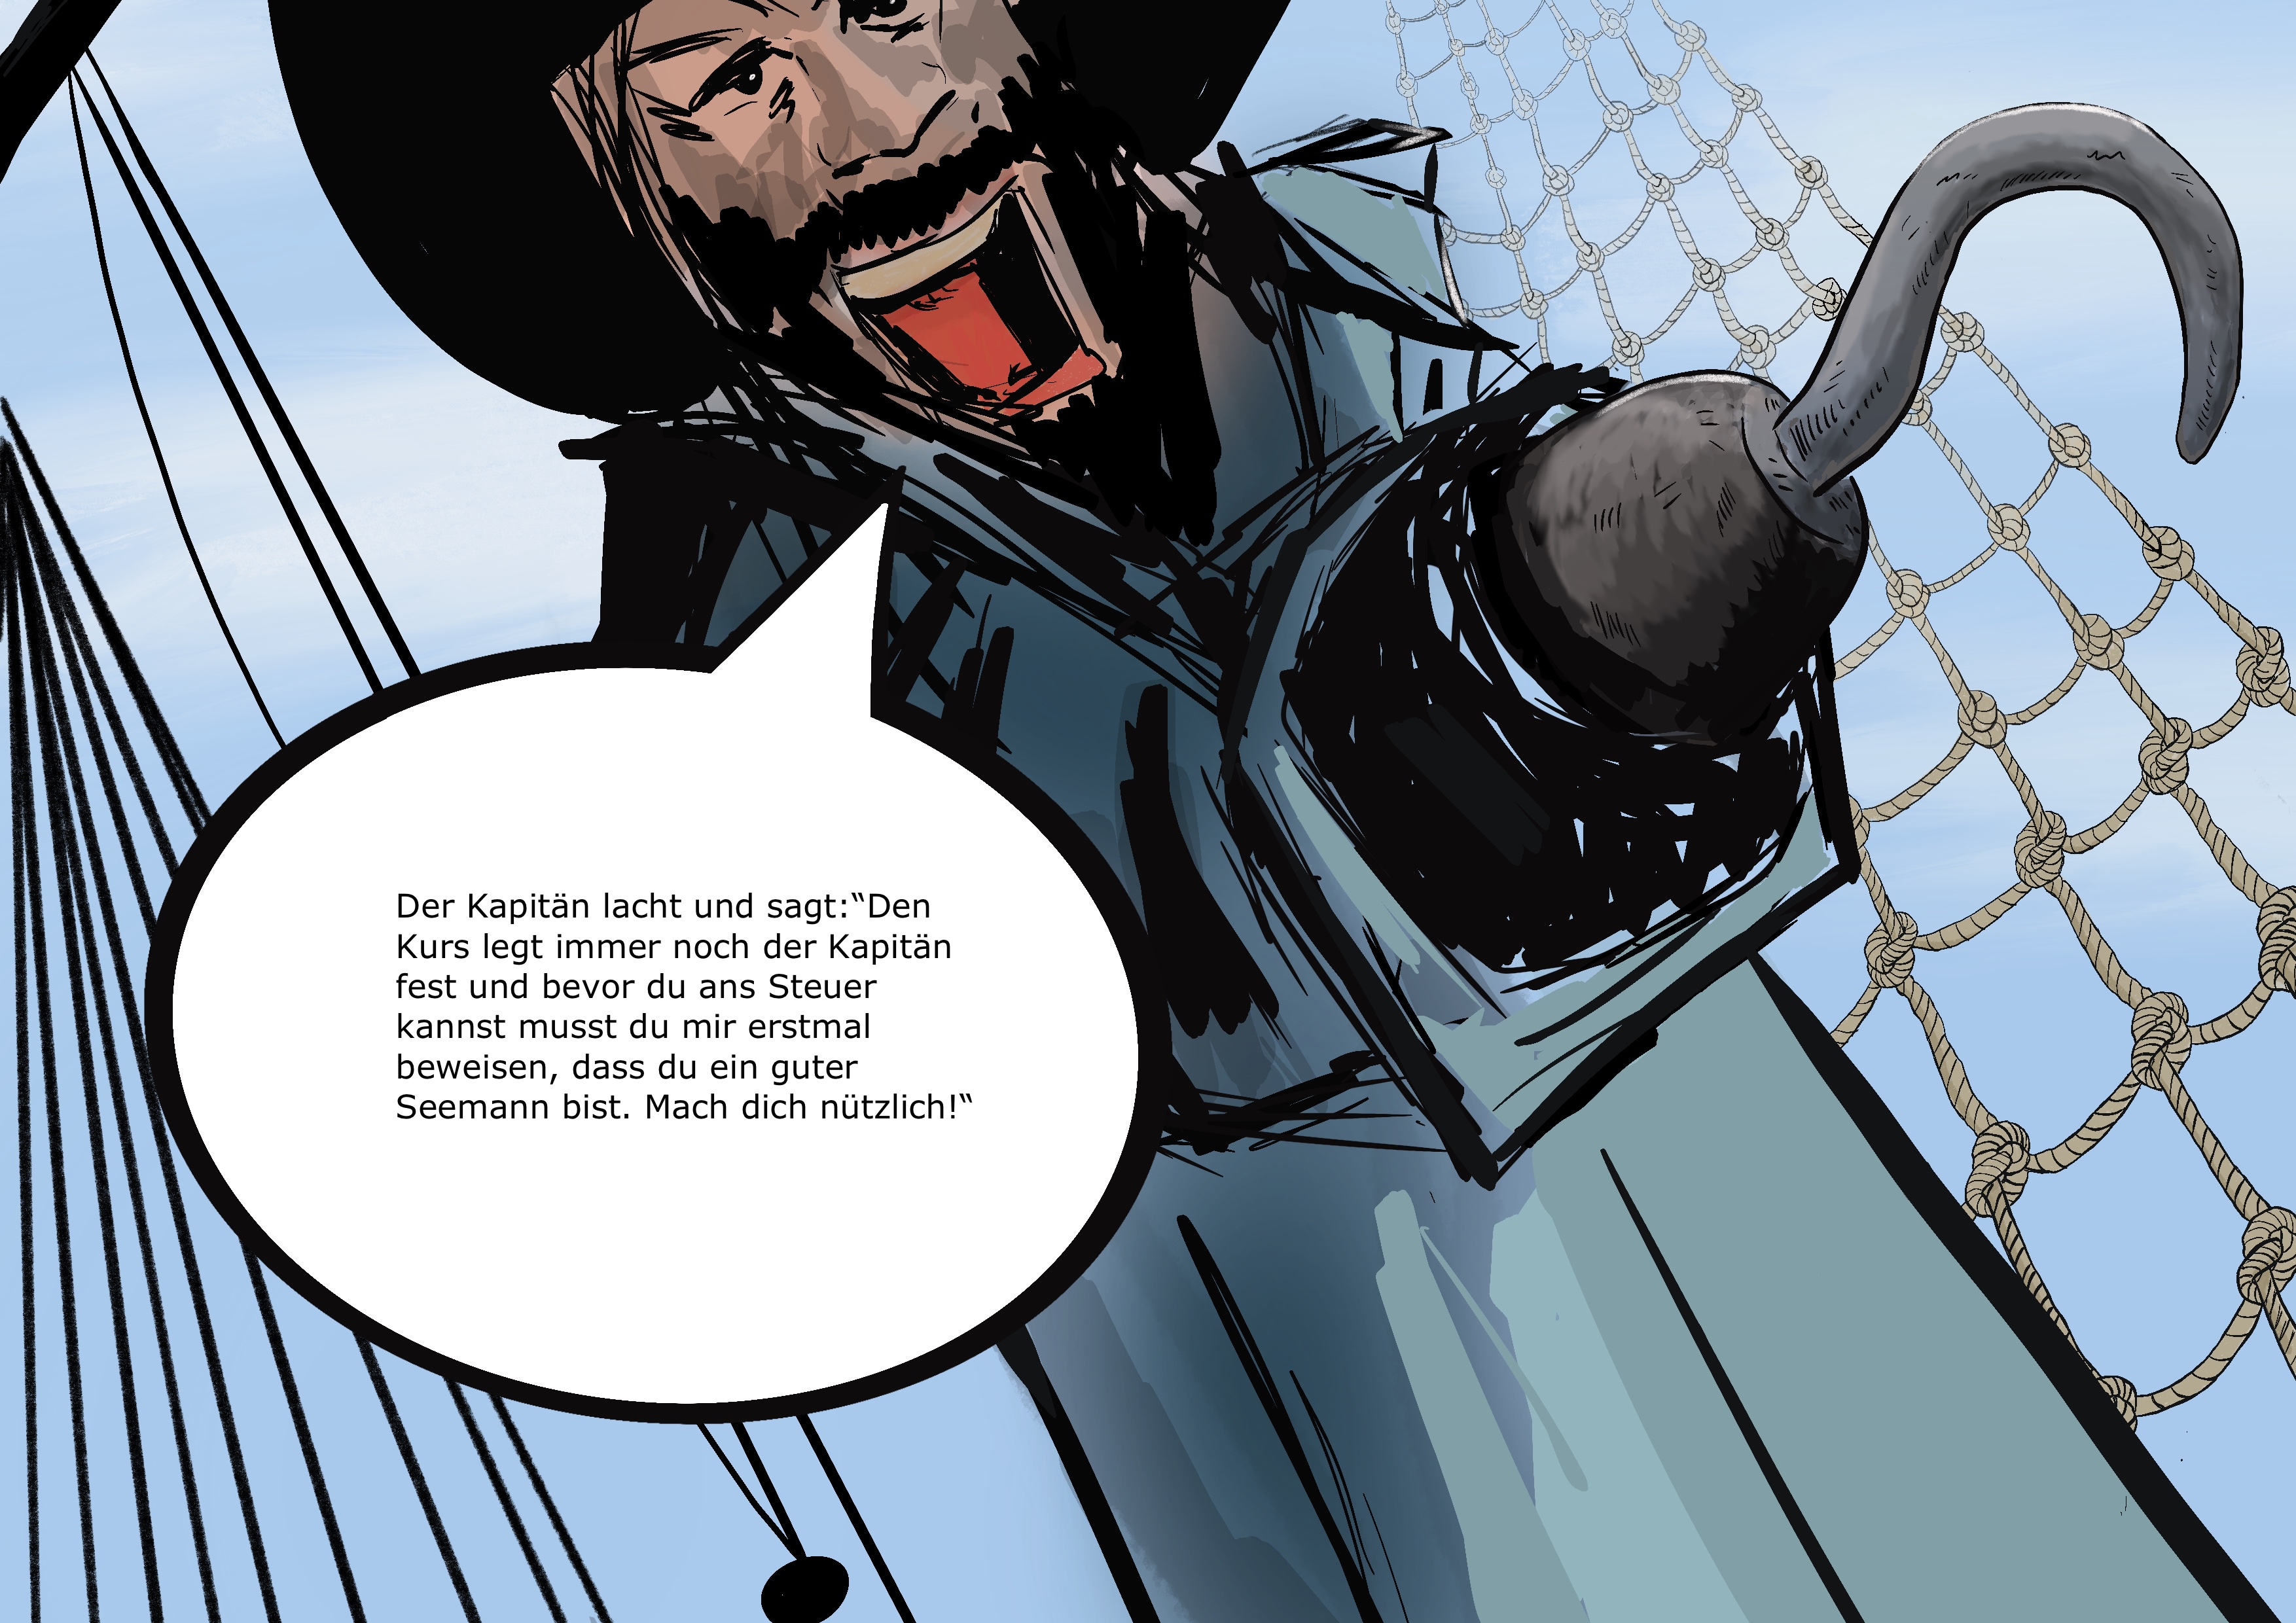 Der Kapitän lacht und sagt:“Den
Kurs legt immer noch der Kapitän
fest und bevor du ans Steuer
kannst musst du mir erstmal
beweisen, dass du ein guter
Seemann bist. Mach dich nützlich!“